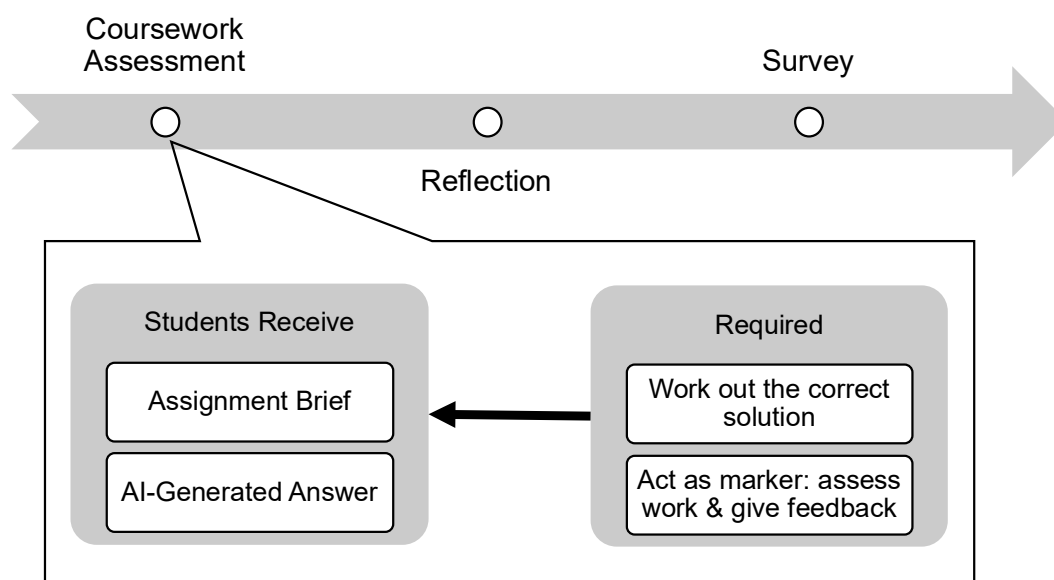 Coursework
Assessment
Survey
Reflection
Students Receive
Assignment Brief
AI-Generated Answer
Required
Work out the correct
solution
Act as marker: assess
work & give feedback